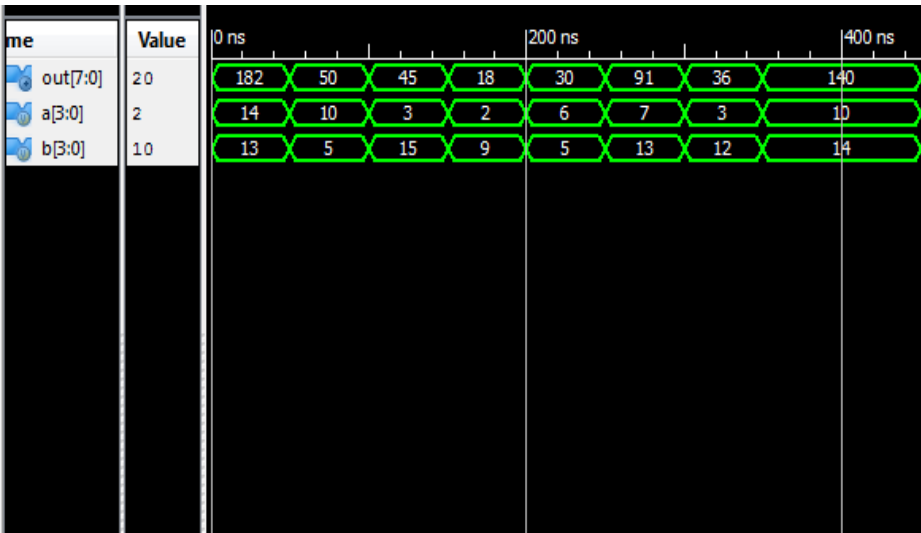 me Value 0 ns 200 ns 400 ns
out[7:0] 20 182 50 45 18 30 91 36 140
a[3:0] 2 14 10 3 2 6 7 3 10
b[3:0] 10 13 5 15 9 5 13 12 14